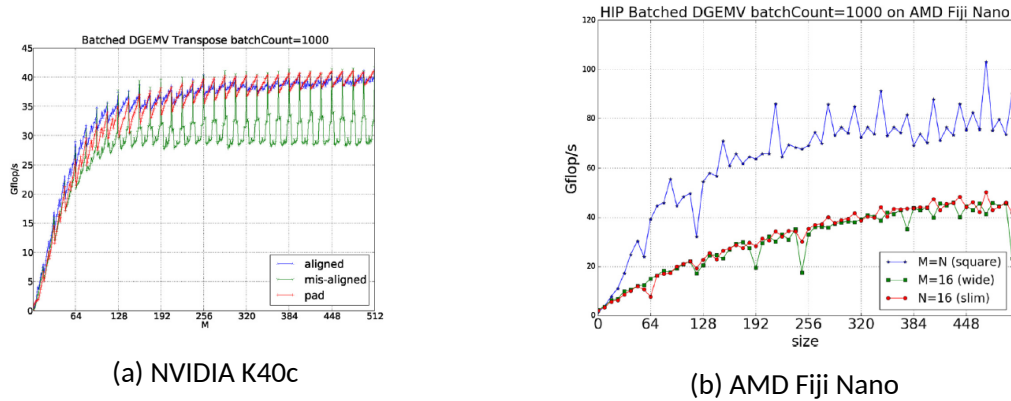 Batched DGEMV Transpose batchCount=1000
45
40
35
30
25
20
15
10
5
0
Gflop/s
64 128 192 256 320 384 448 512
M
aligned
mis-aligned
pad
(a) NVIDIA K40c
HIP Batched DGEMV batchCount=1000 on AMD Fiji Nano
120
100
80
60
40
20
0
Gflop/s
0 64 128 192 256 320 384 448
size
M=N (square)
M=16 (wide)
N=16 (slim)
(b) AMD Fiji Nano